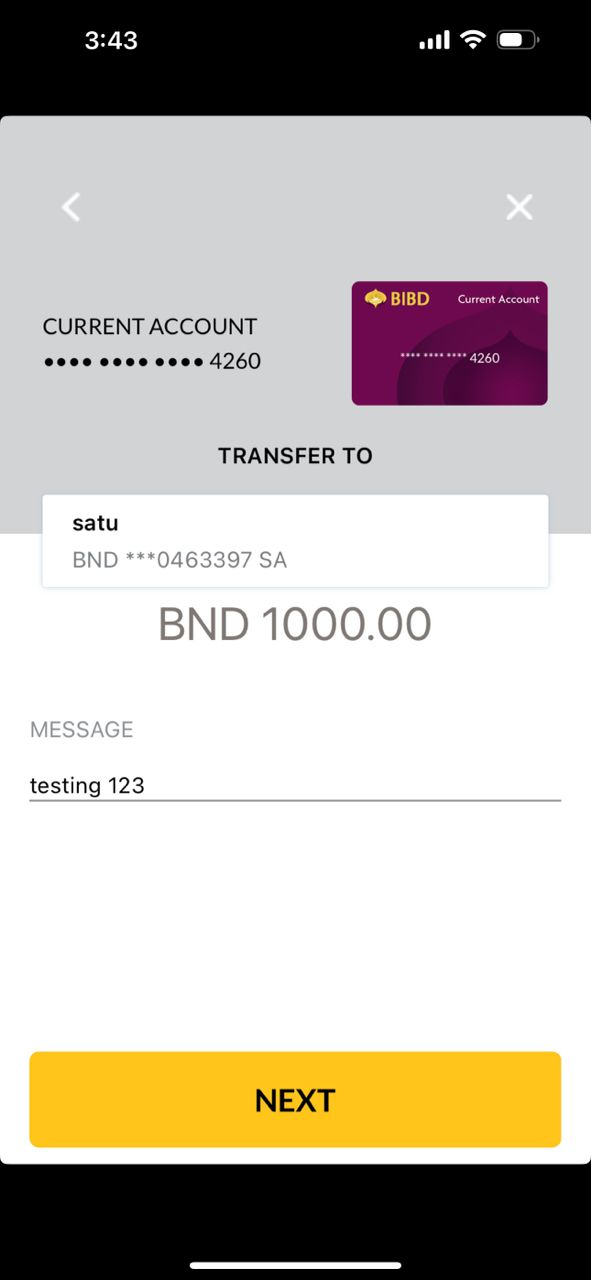 3:43
BIBD Current Account
CURRENT ACCOUNT
•••• •••• •••• 4260
**** **** **** 4260
TRANSFER TO
satu
BND ***0463397 SA
BND 1000.00
MESSAGE
testing 123
NEXT